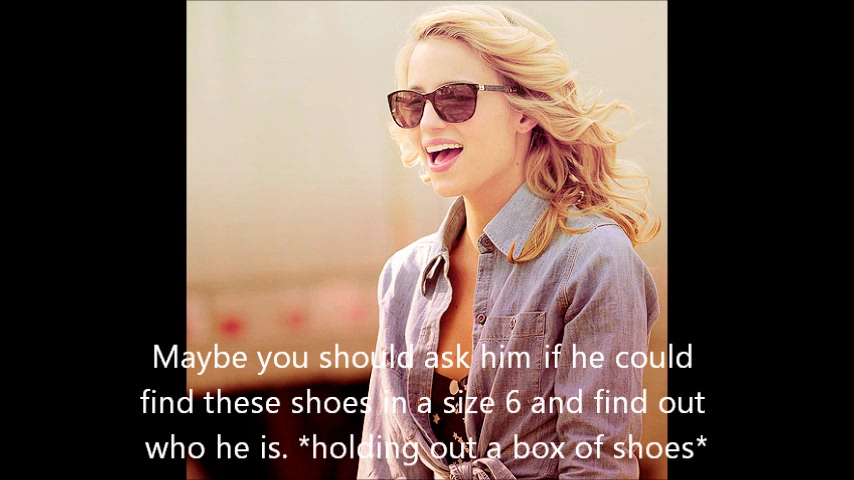 Maybe you should ask him if he could
find these shoes in a size 6 and find out
who he is. *holding out a box of shoes*